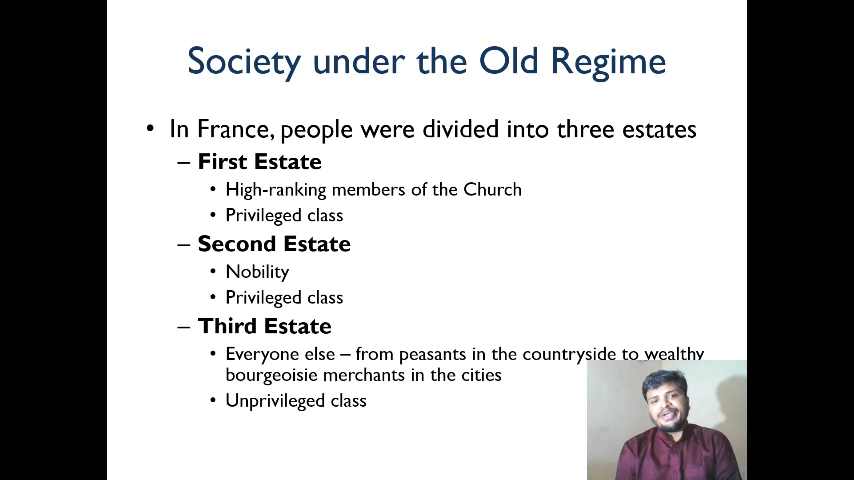 Society under the Old Regime
• In France, people were divided into three estates
– First Estate
• High-ranking members of the Church
• Privileged class
– Second Estate
• Nobility
• Privileged class
– Third Estate
• Everyone else – from peasants in the countryside to wealthy
bourgeoisie merchants in the cities
• Unprivileged class